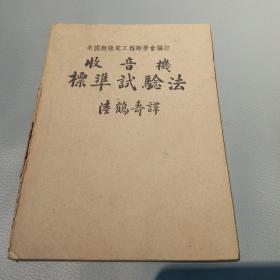 美國無綫電工程師學會編訂
收音機
標準試驗法
陸鶴壽譯